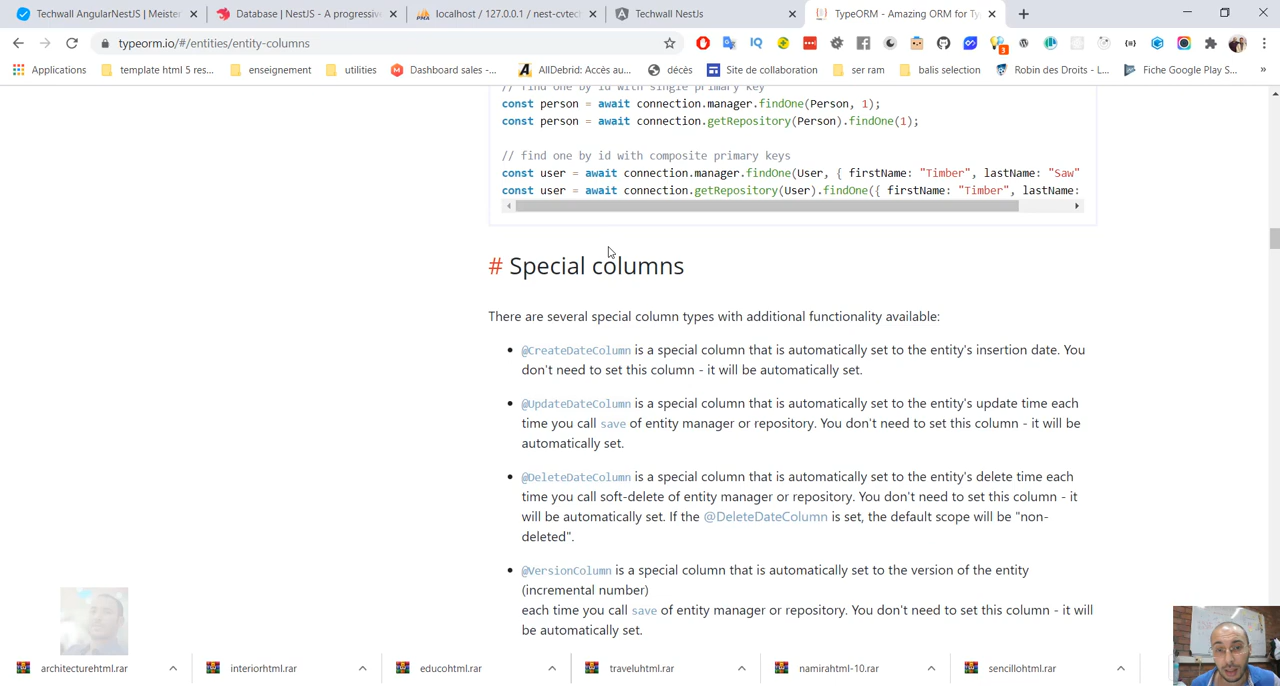 Techwall AngularNestJS | Meister
Database | NestJS - A progressiv
localhost / 127.0.0.1 / nest-cvtech
Techwall NestJs
TypeORM - Amazing ORM for Ty
typeorm.io/#/entities/entity-columns
Applications
template html 5 res...
enseignement
utilities
Dashboard sales -...
AllDebrid: Accès au...
décès
Site de collaboration
ser ram
balis selection
Robin des Droits - L...
Fiche Google Play S...
»
// find one by id with single primary key
const person = await connection.manager.findOne(Person, 1);
const person = await connection.getRepository(Person).findOne(1);
// find one by id with composite primary keys
const user = await connection.manager.findOne(User, { firstName: "Timber", lastName: "Saw"
const user = await connection.getRepository(User).findOne({ firstName: "Timber", lastName:
# Special columns
There are several special column types with additional functionality available:
• @CreateDateColumn is a special column that is automatically set to the entity's insertion date. You
don't need to set this column - it will be automatically set.
• @UpdateDateColumn is a special column that is automatically set to the entity's update time each
time you call save of entity manager or repository. You don't need to set this column - it will be
automatically set.
• @DeleteDateColumn is a special column that is automatically set to the entity's delete time each
time you call soft-delete of entity manager or repository. You don't need to set this column - it
will be automatically set. If the @DeleteDateColumn is set, the default scope will be "non-
deleted".
• @VersionColumn is a special column that is automatically set to the version of the entity
(incremental number)
each time you call save of entity manager or repository. You don't need to set this column - it will
be automatically set.
architecturehtml.rar
interiorhtml.rar
educohtml.rar
traveluhtml.rar
namirahtml-10.rar
sencillohtml.rar